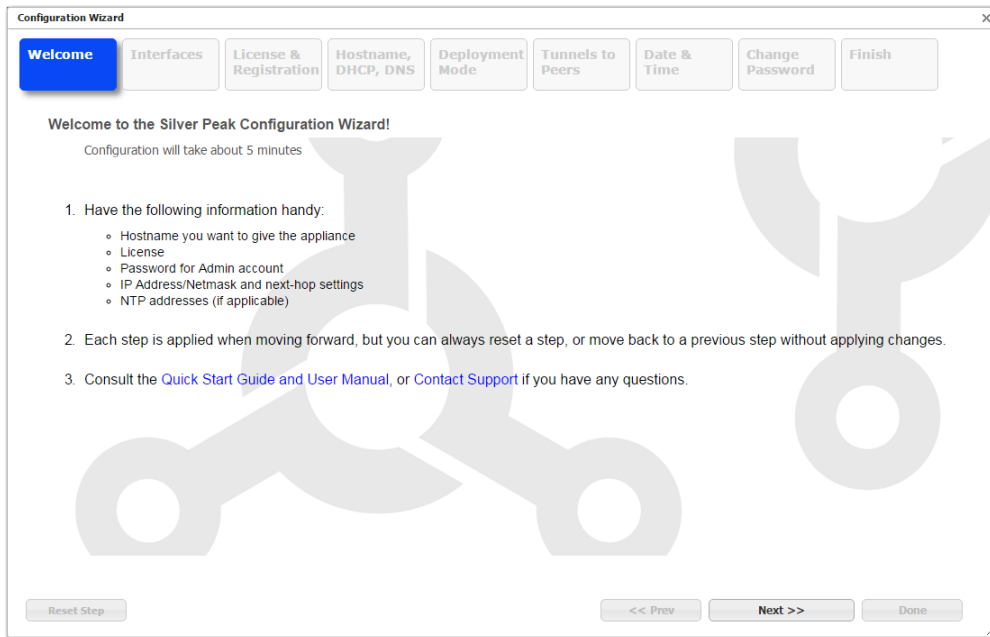 Configuration Wizard
Welcome
Interfaces
License &
Registration
Hostname,
DHCP, DNS
Deployment
Mode
Tunnels to
Peers
Date &
Time
Change
Password
Finish
Welcome to the Silver Peak Configuration Wizard!
Configuration will take about 5 minutes
1. Have the following information handy:
Hostname you want to give the appliance
License
Password for Admin account
IP Address/Netmask and next-hop settings
NTP addresses (if applicable)
2. Each step is applied when moving forward, but you can always reset a step, or move back to a previous step without applying changes.
3. Consult the Quick Start Guide and User Manual, or Contact Support if you have any questions.
Reset Step
<< Prev
Next >>
Done